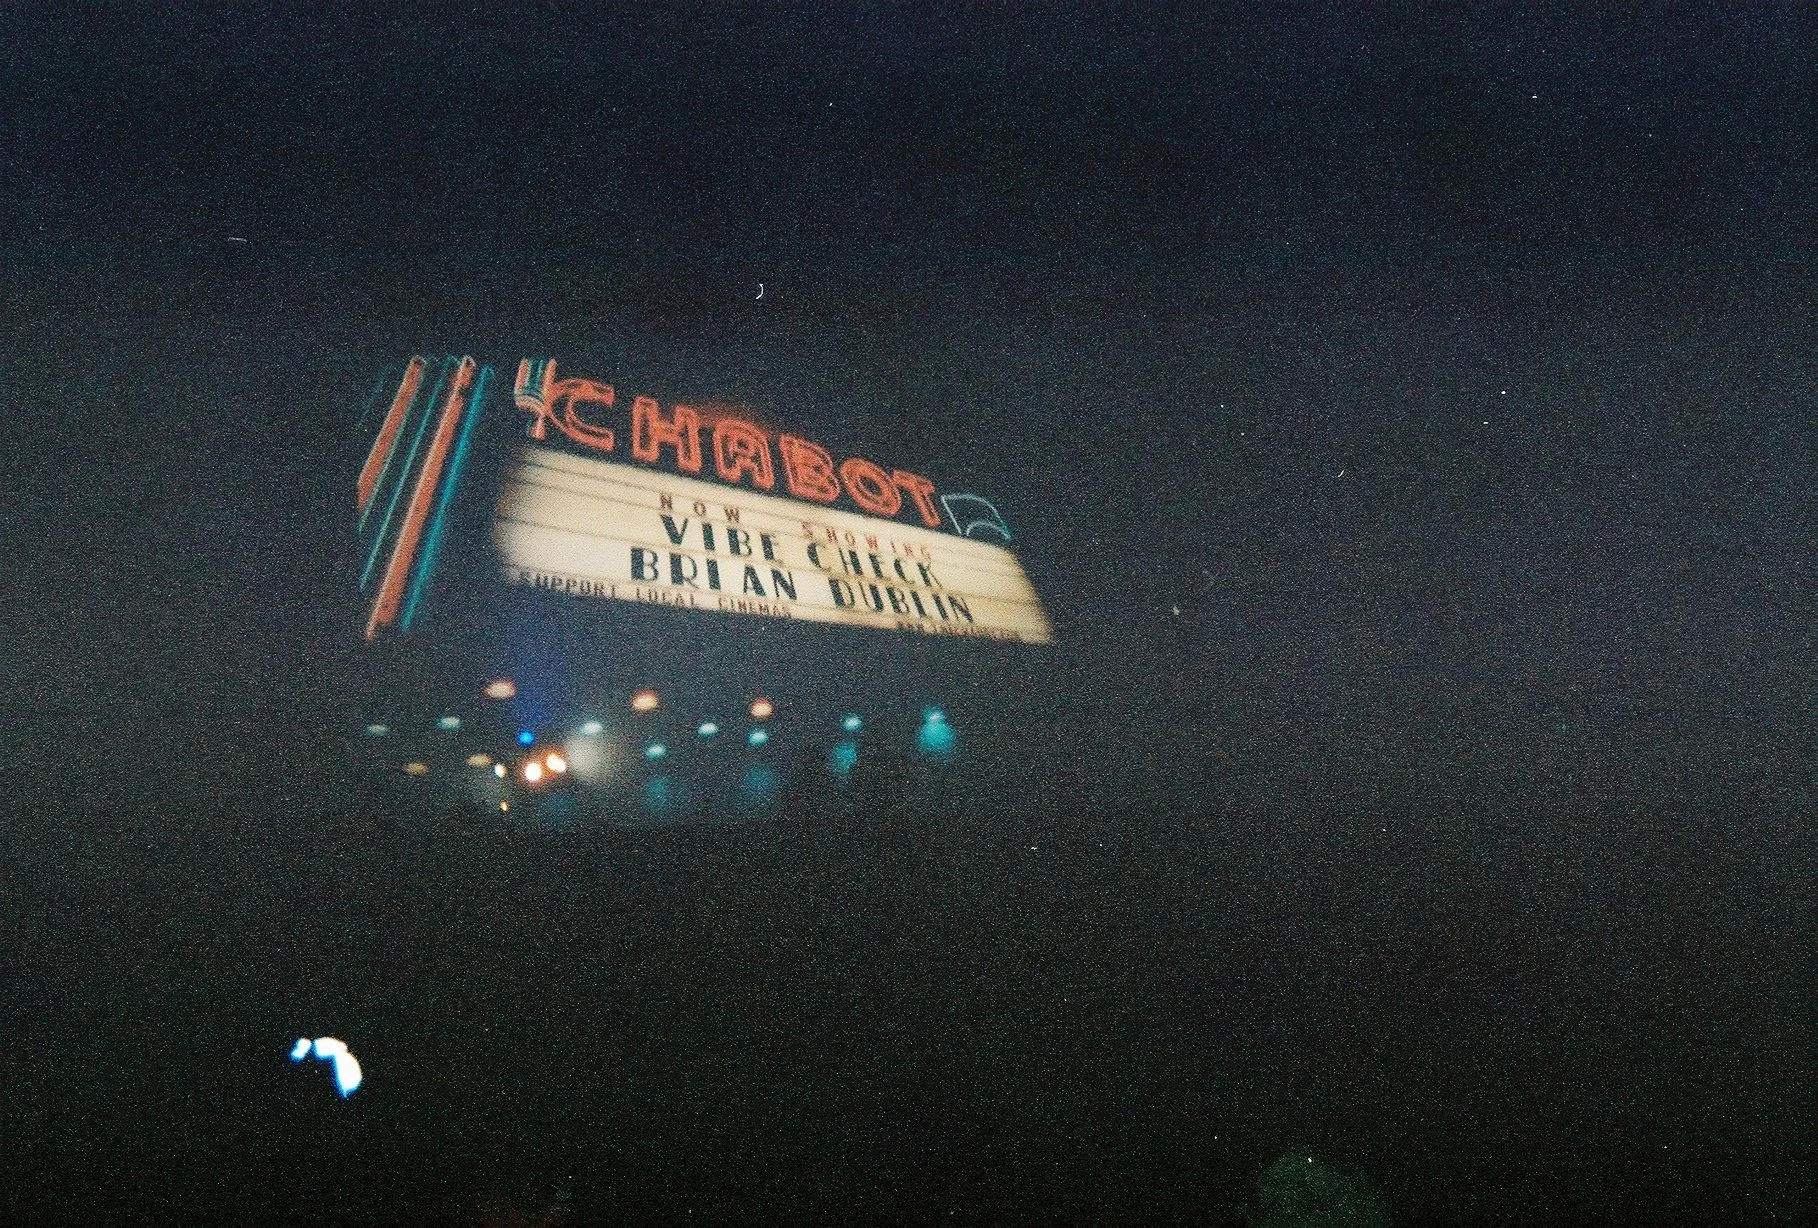 CHABOT
NOW SHOWING
VIBE CHECK
BRIAN DUBLIN
SUPPORT LOCAL CINEMAS